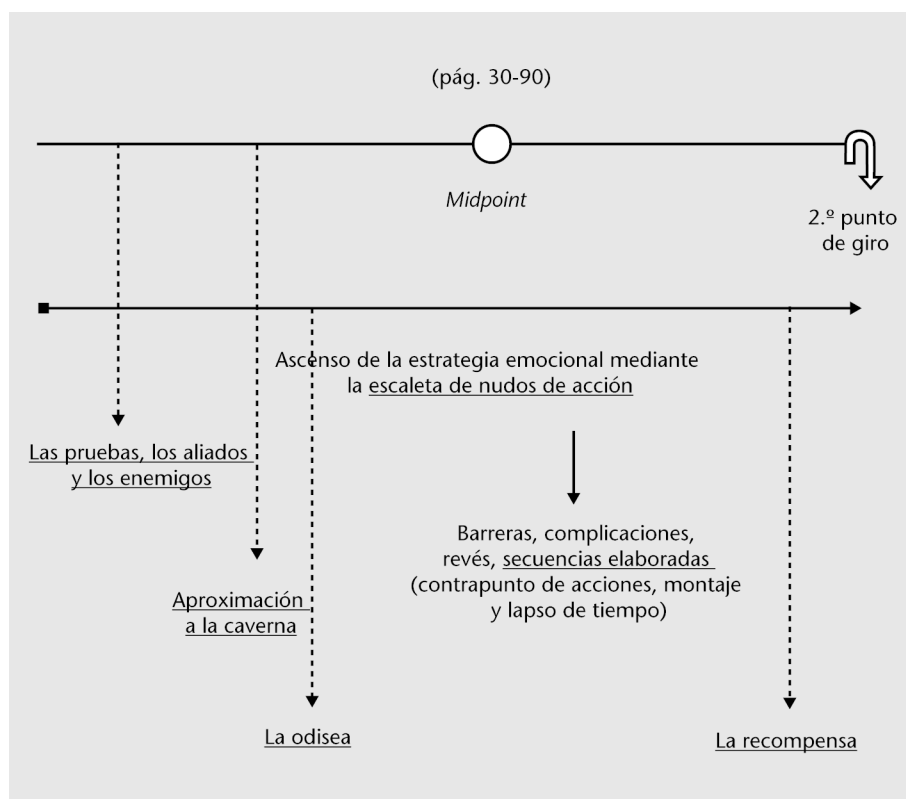 (pág. 30-90)
Midpoint
2.º punto
de giro
Ascenso de la estrategia emocional mediante
la escaleta de nudos de acción
Las pruebas, los aliados
y los enemigos
Barreras, complicaciones,
revés, secuencias elaboradas
(contrapunto de acciones, montaje
y lapso de tiempo)
Aproximación
a la caverna
La odisea
La recompensa